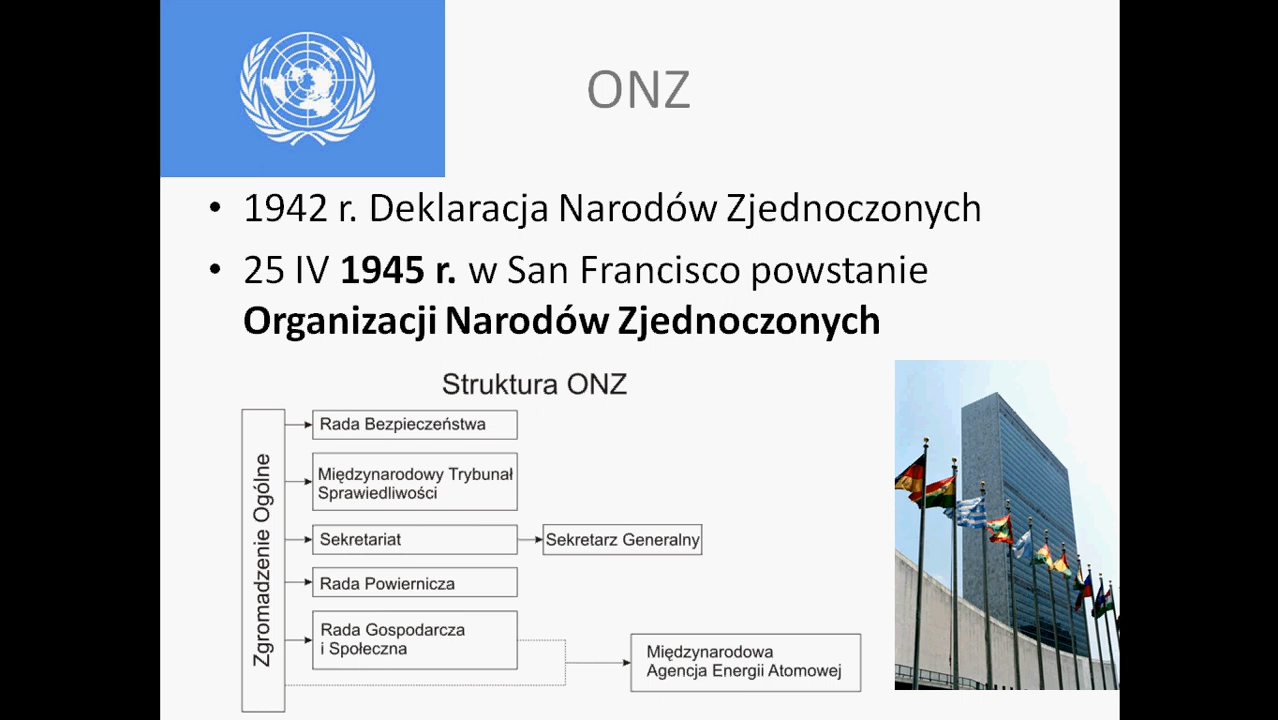 ONZ
• 1942 r. Deklaracja Narodów Zjednoczonych
• 25 IV 1945 r. w San Francisco powstanie
Organizacji Narodów Zjednoczonych
Struktura ONZ
Zgromadzenie Ogólne
Rada Bezpieczeństwa
Międzynarodowy Trybunał
Sprawiedliwości
Sekretariat
Sekretarz Generalny
Rada Powiernicza
Rada Gospodarcza
i Społeczna
Międzynarodowa
Agencja Energii Atomowej